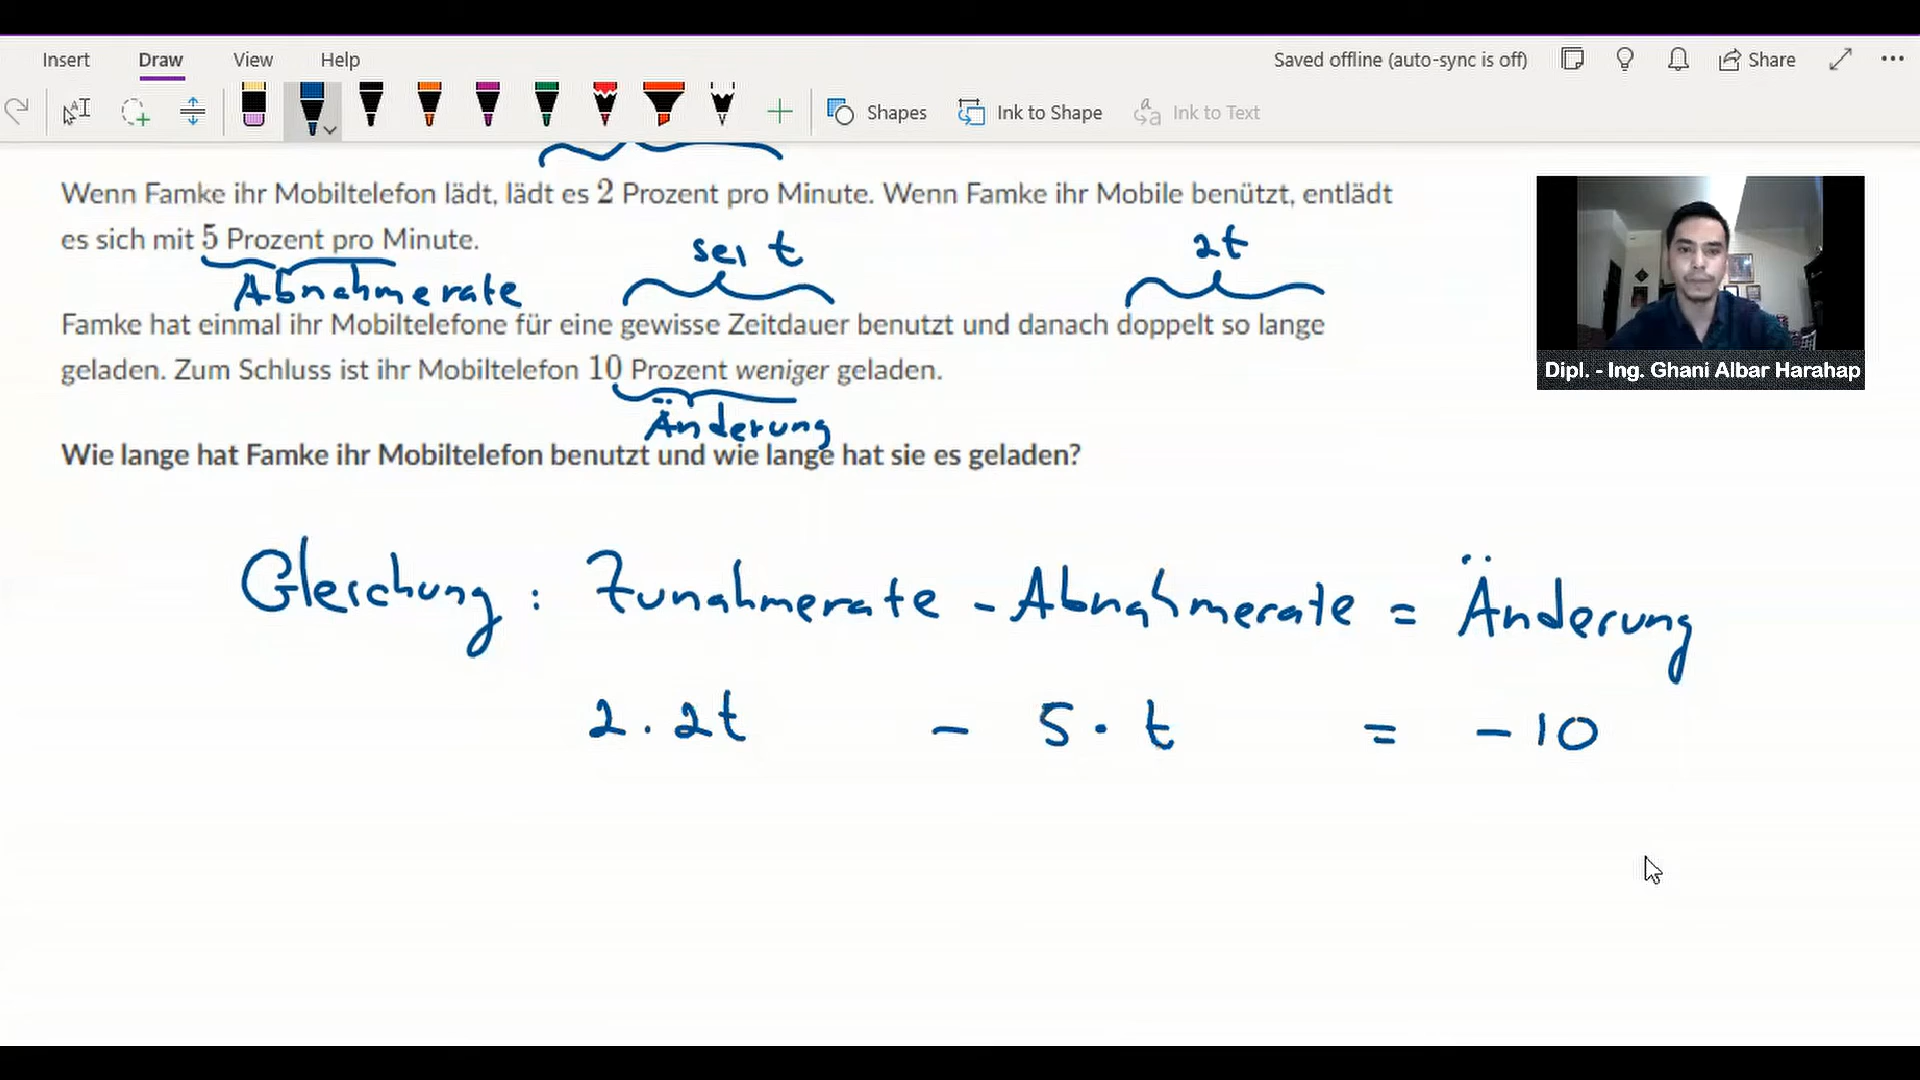 Insert Draw View Help Saved offline (auto-sync is off) Share
Shapes Ink to Shape Ink to Text
Wenn Famke ihr Mobiltelefon lädt, lädt es 2 Prozent pro Minute. Wenn Famke ihr Mobile benützt, entlädt
es sich mit 5 Prozent pro Minute.
sei t 2t
Abnahmerate
Famke hat einmal ihr Mobiltelefone für eine gewisse Zeitdauer benutzt und danach doppelt so lange
geladen. Zum Schluss ist ihr Mobiltelefon 10 Prozent weniger geladen.
Dipl. - Ing. Ghani Albar Harahap
Änderung
Wie lange hat Famke ihr Mobiltelefon benutzt und wie lange hat sie es geladen?
Gleichung : Zunahmerate - Abnahmerate = Änderung
2 . 2t - 5 . t = - 10